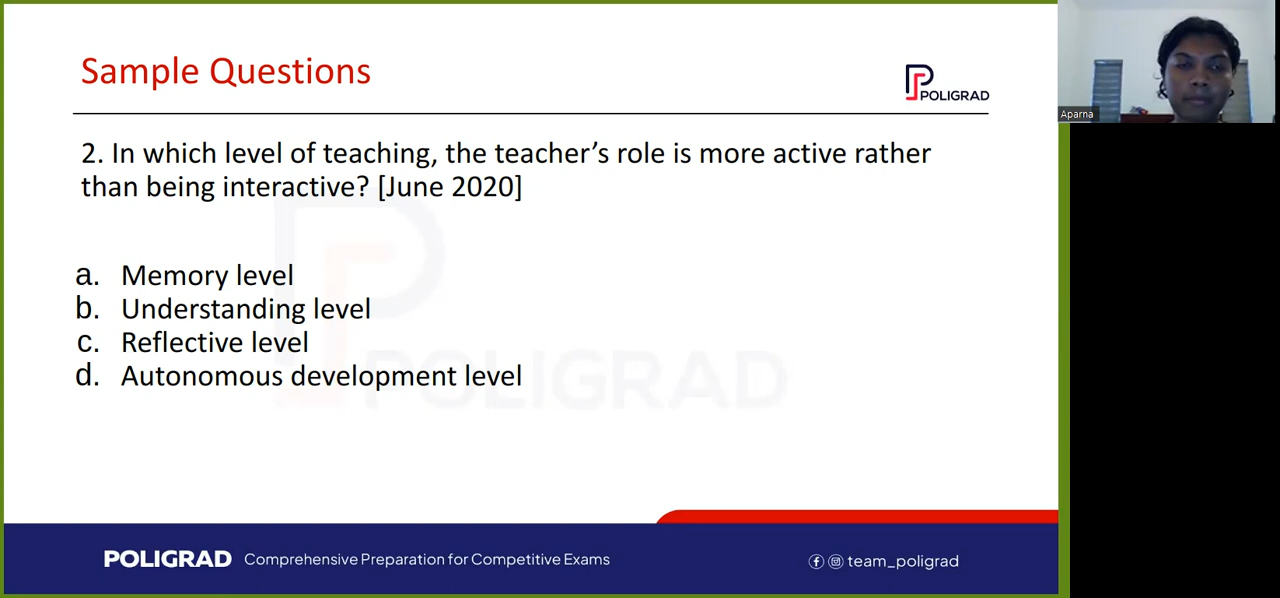 Sample Questions
POLIGRAD
Aparna
2. In which level of teaching, the teacher’s role is more active rather
than being interactive? [June 2020]
a. Memory level
b. Understanding level
c. Reflective level
d. Autonomous development level
POLIGRAD
POLIGRAD Comprehensive Preparation for Competitive Exams
team_poligrad